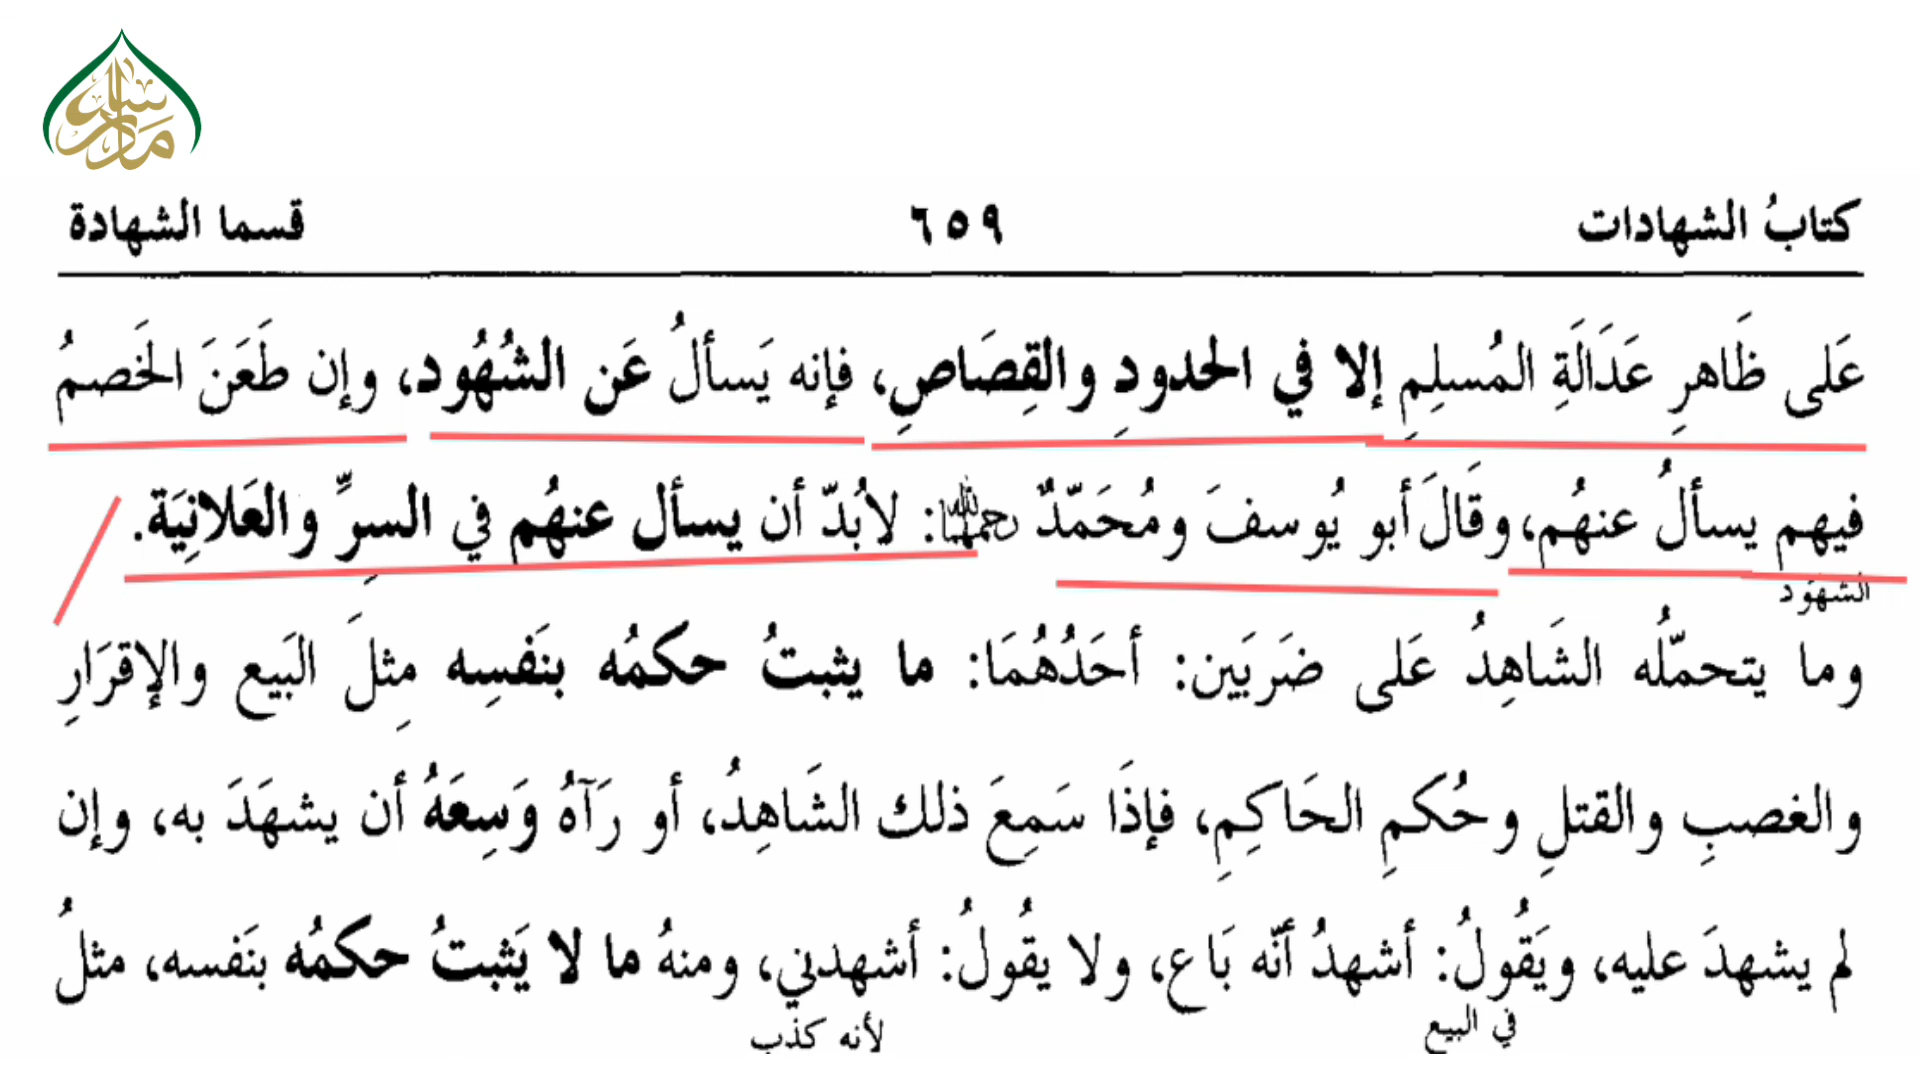 مدارس
كتابُ الشهادات ٦٥٩ قسما الشهادة
عَلى ظَاهرِ عَدَالَةِ المُسلِمِ إلا في الحدودِ والقِصَاصِ، فإنه يَسألُ عَن الشُهُود، وإن طَعَنَ الخَصمُ
فيهم يسألُ عنهُم، وقَالَ أبو يُوسفَ ومُحَمّدٌ رحمهما الله: لابُدّ أن يسأل عنهُم في السرِّ والعَلانِيَة.
الشهود
وما يتحمّلُه الشَاهِدُ عَلى ضَربَين: أحَدُهُمَا: ما يثبتُ حكمُه بنَفسِه مِثلَ البَيع والإقرَارِ
والغصبِ والقتلِ وحُكمِ الحَاكِمِ، فإذَا سَمِعَ ذلك الشَاهِدُ، أو رَآهُ وَسِعَهُ أن يشهَدَ به، وإن
لم يشهدَ عليه، ويَقُولُ: أشهدُ أنّه بَاع، ولا يقُولُ: أشهدني، ومنهُ ما لا يَثبتُ حكمُه بنَفسه، مثلُ
في البيع لأنه كذب